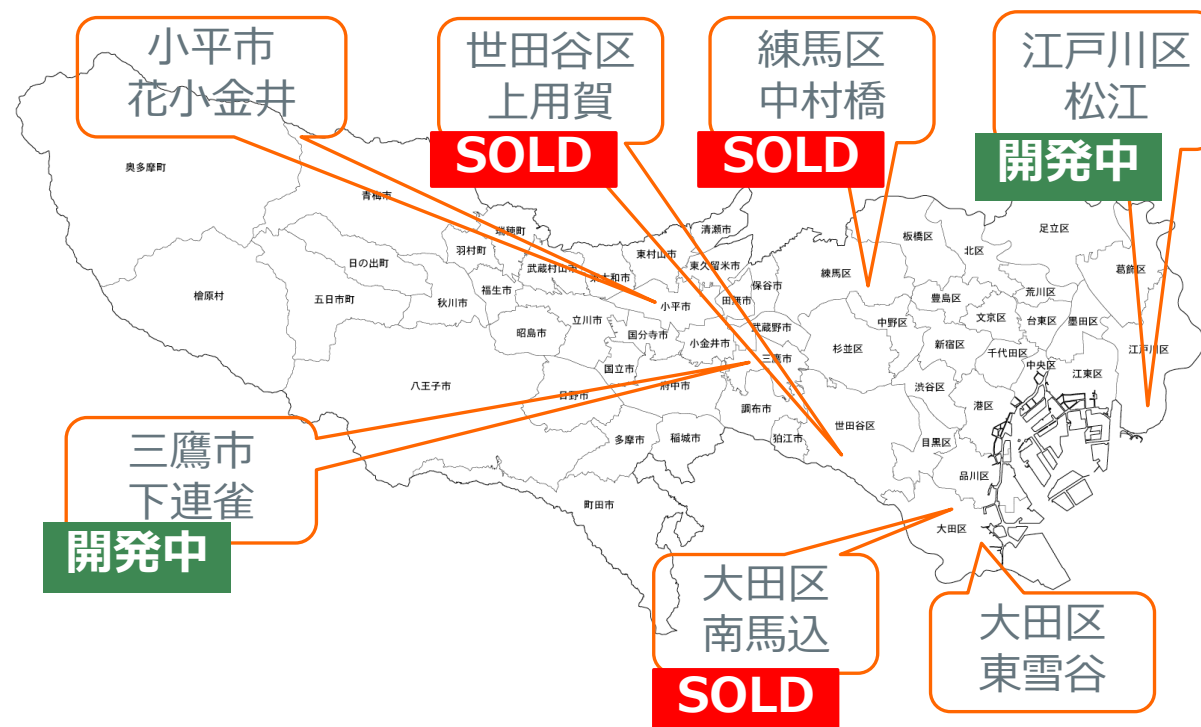 小平市
花小金井
世田谷区
上用賀
SOLD
練馬区
中村橋
SOLD
江戸川区
松江
開発中
奥多摩町
青梅市
瑞穂町
清瀬市
板橋区
北区
足立区
羽村町
武蔵村山市
東村山市
東久留米市
練馬区
葛飾区
日の出町
東大和市
保谷市
檜原村
五日市町
秋川市
福生市
小平市
田無市
豊島区
荒川区
立川市
昭島市
国分寺市
小金井市
武蔵野市
中野区
文京区
台東区
墨田区
杉並区
新宿区
千代田区
江戸川区
三鷹市
中央区
江東区
国立市
八王子市
日野市
府中市
渋谷区
調布市
港区
世田谷区
狛江市
目黒区
多摩市
稲城市
品川区
町田市
大田区
三鷹市
下連雀
開発中
大田区
南馬込
SOLD
大田区
東雪谷